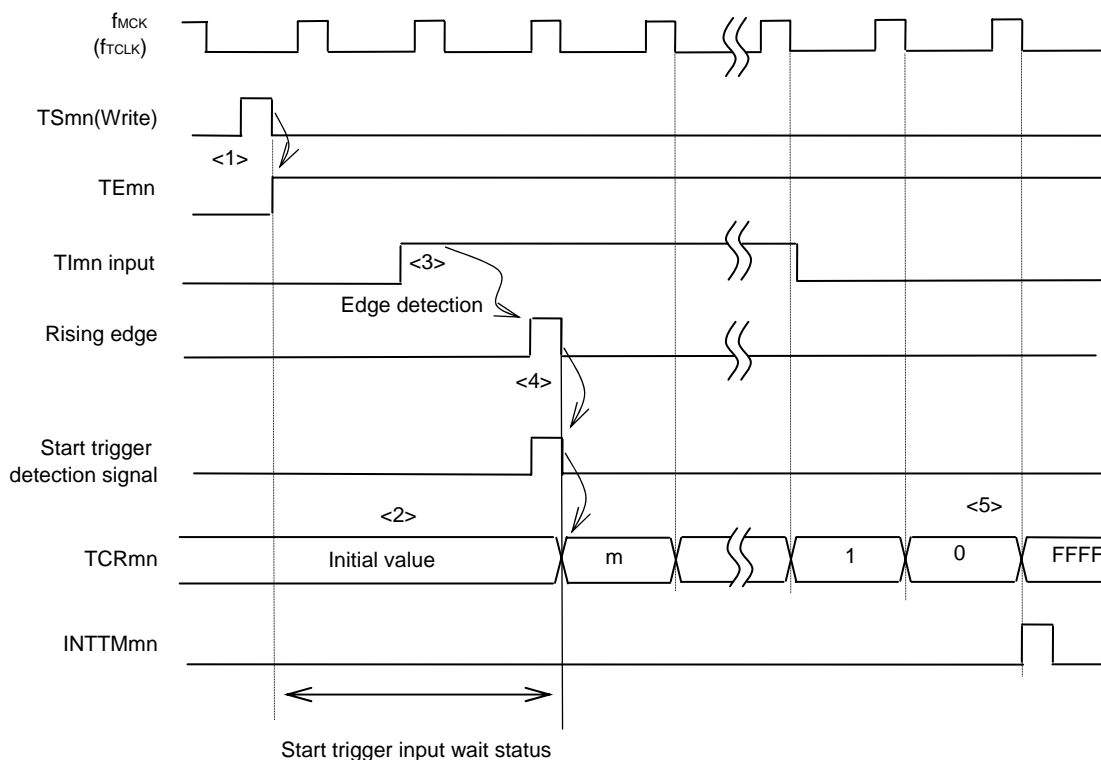 fMCK
(fTCLK)
TSmn(Write)
<1>
TEmn
TImn input
<3>
Edge detection
Rising edge
<4>
Start trigger
detection signal
<2>
<5>
TCRmn
Initial value
m
1
0
FFFF
INTTMmn
Start trigger input wait status